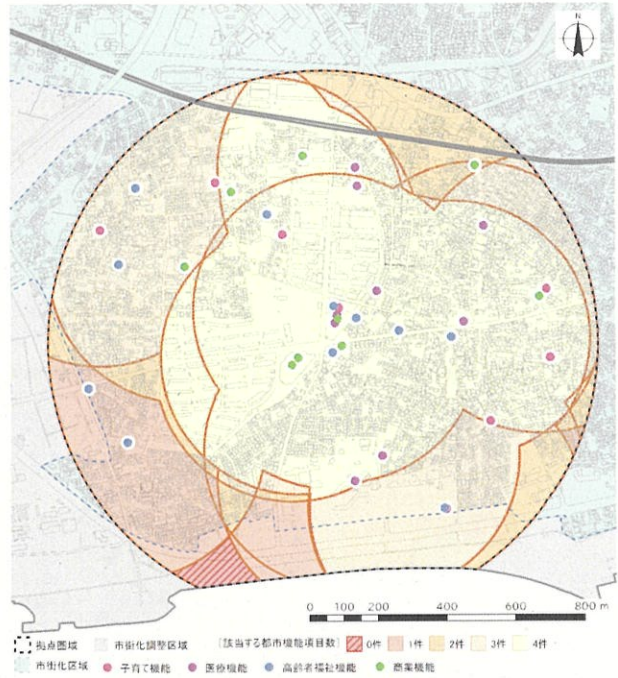 N
0 100 200 400 600 800 m
拠点圏域 市街化調整区域 [該当する都市機能項目数] 0件 1件 2件 3件 4件
市街化区域 子育て機能 医療機能 高齢者福祉機能 商業機能